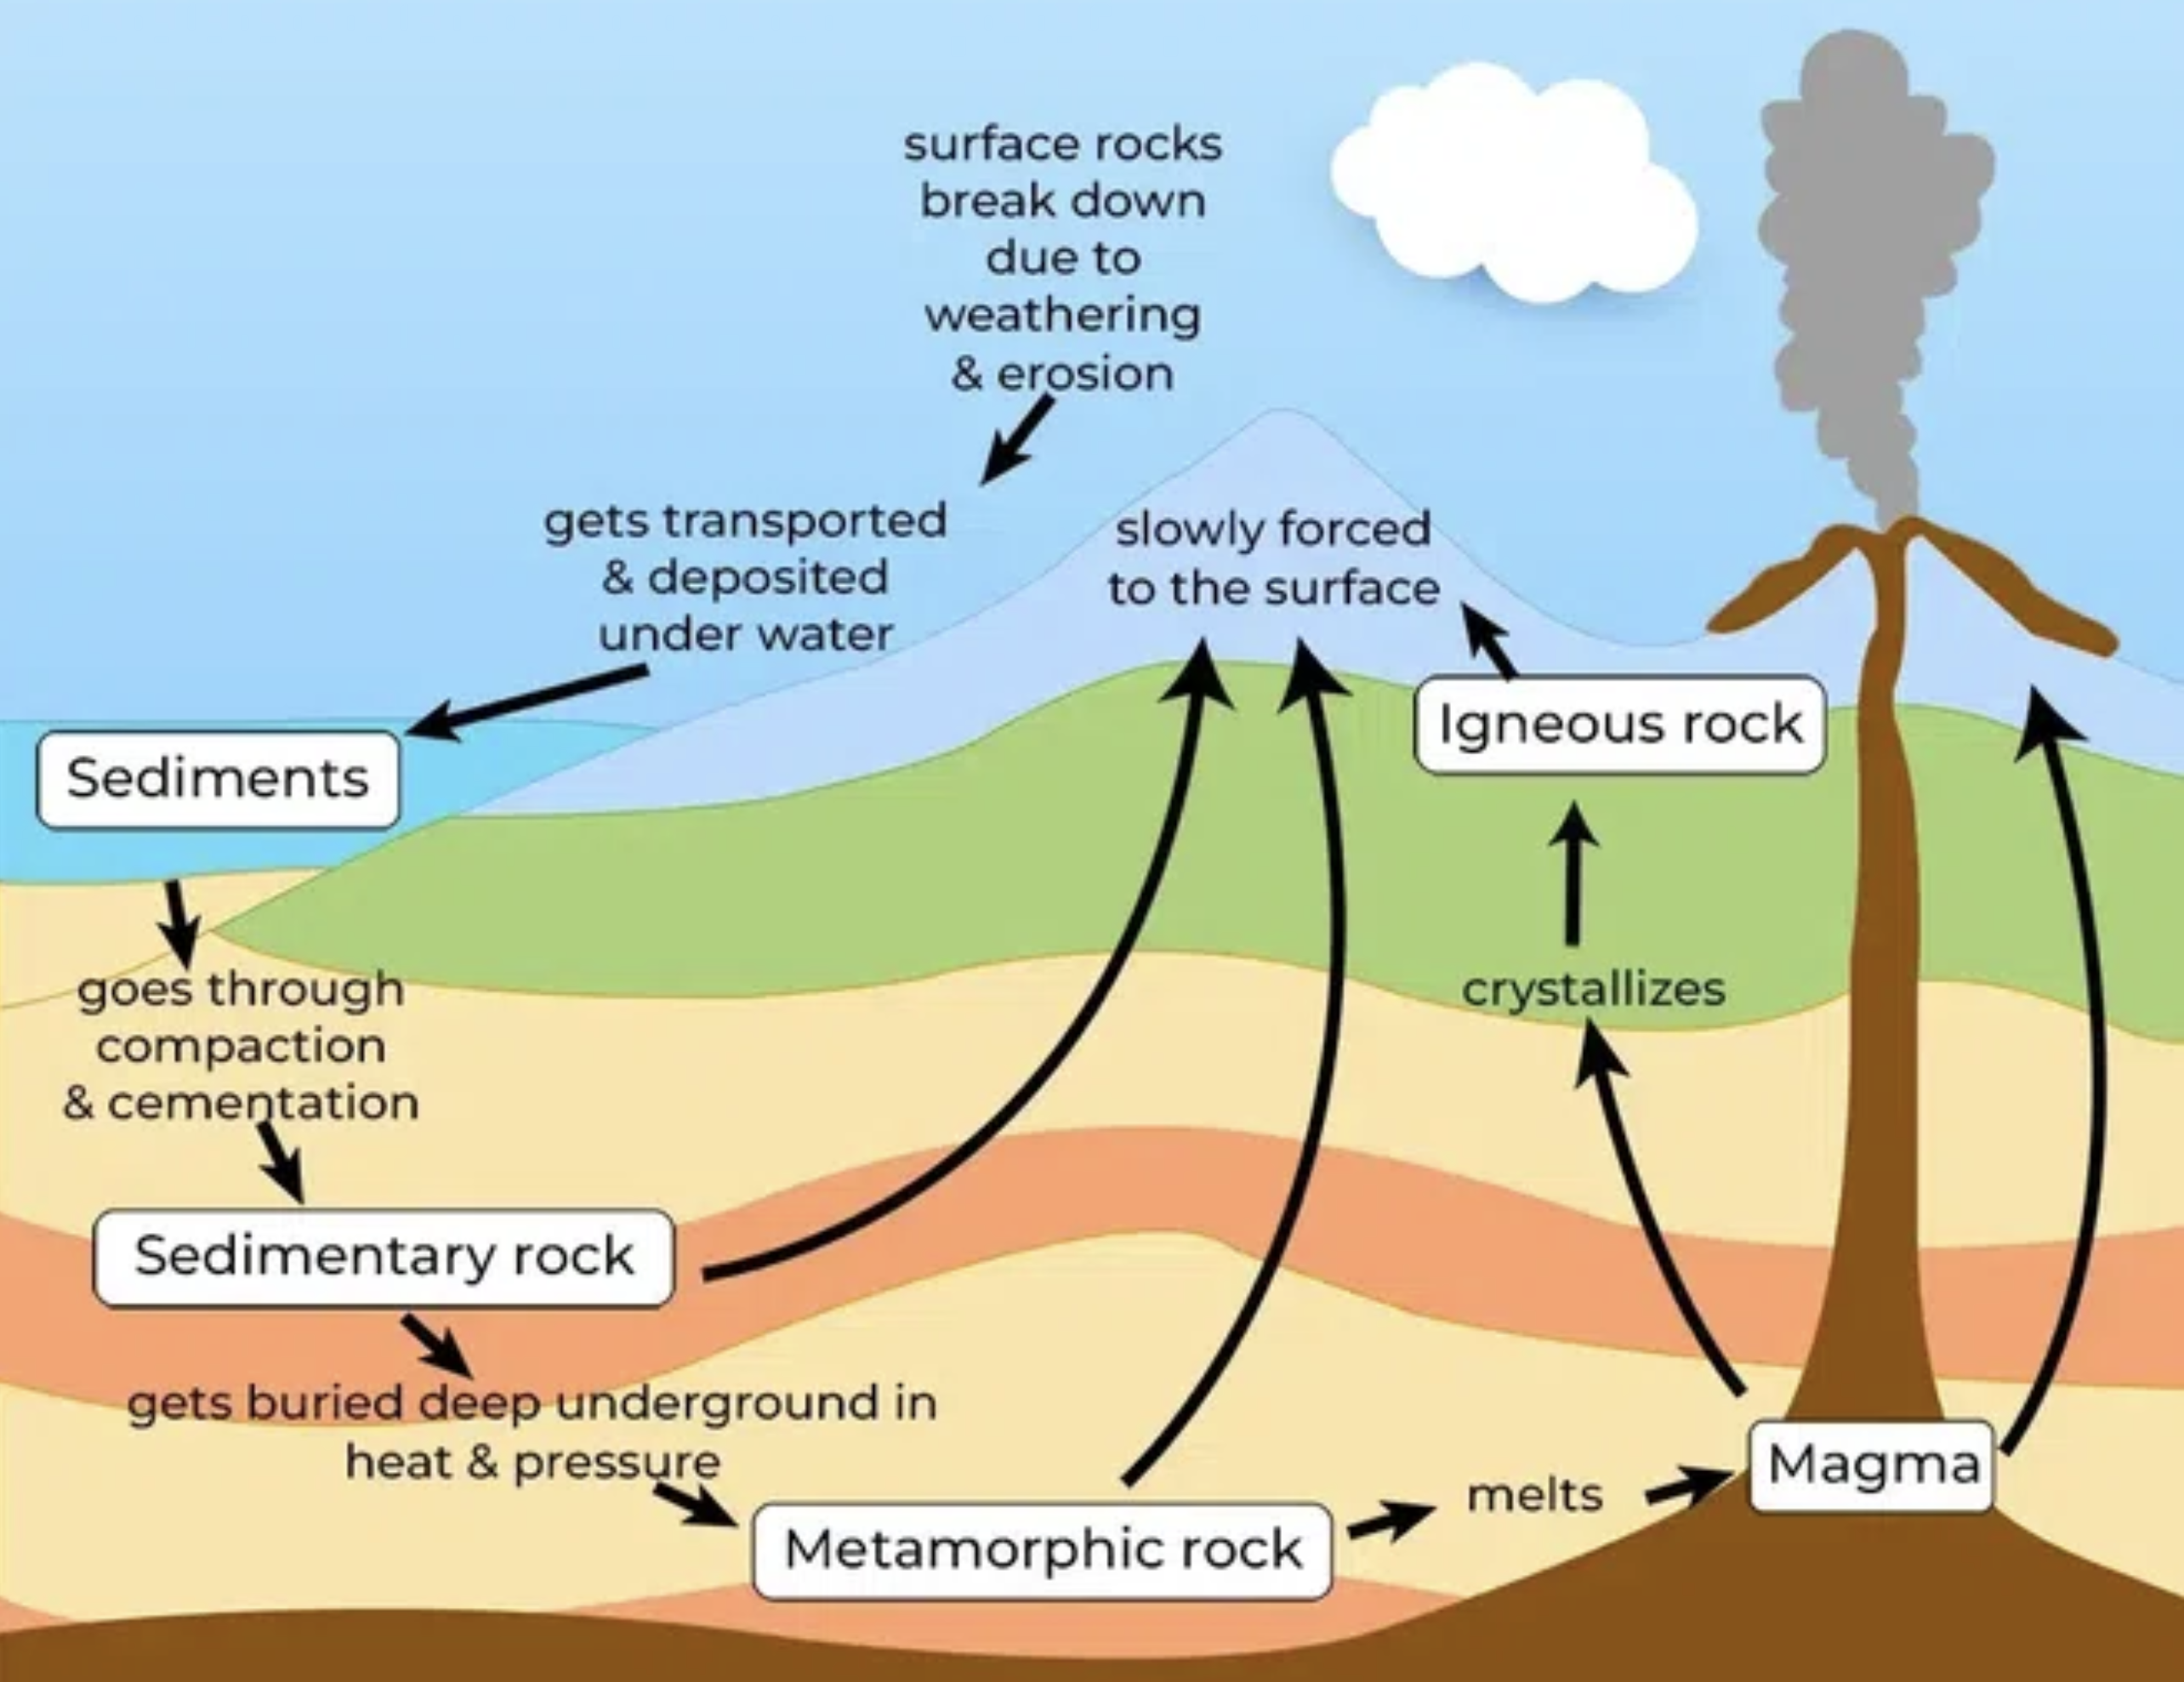 surface rocks
break down
due to
weathering
& erosion
gets transported
& deposited
under water
slowly forced
to the surface
Igneous rock
Sediments
goes through
compaction
& cementation
crystallizes
Sedimentary rock
gets buried deep underground in
heat & pressure
Metamorphic rock
melts
Magma